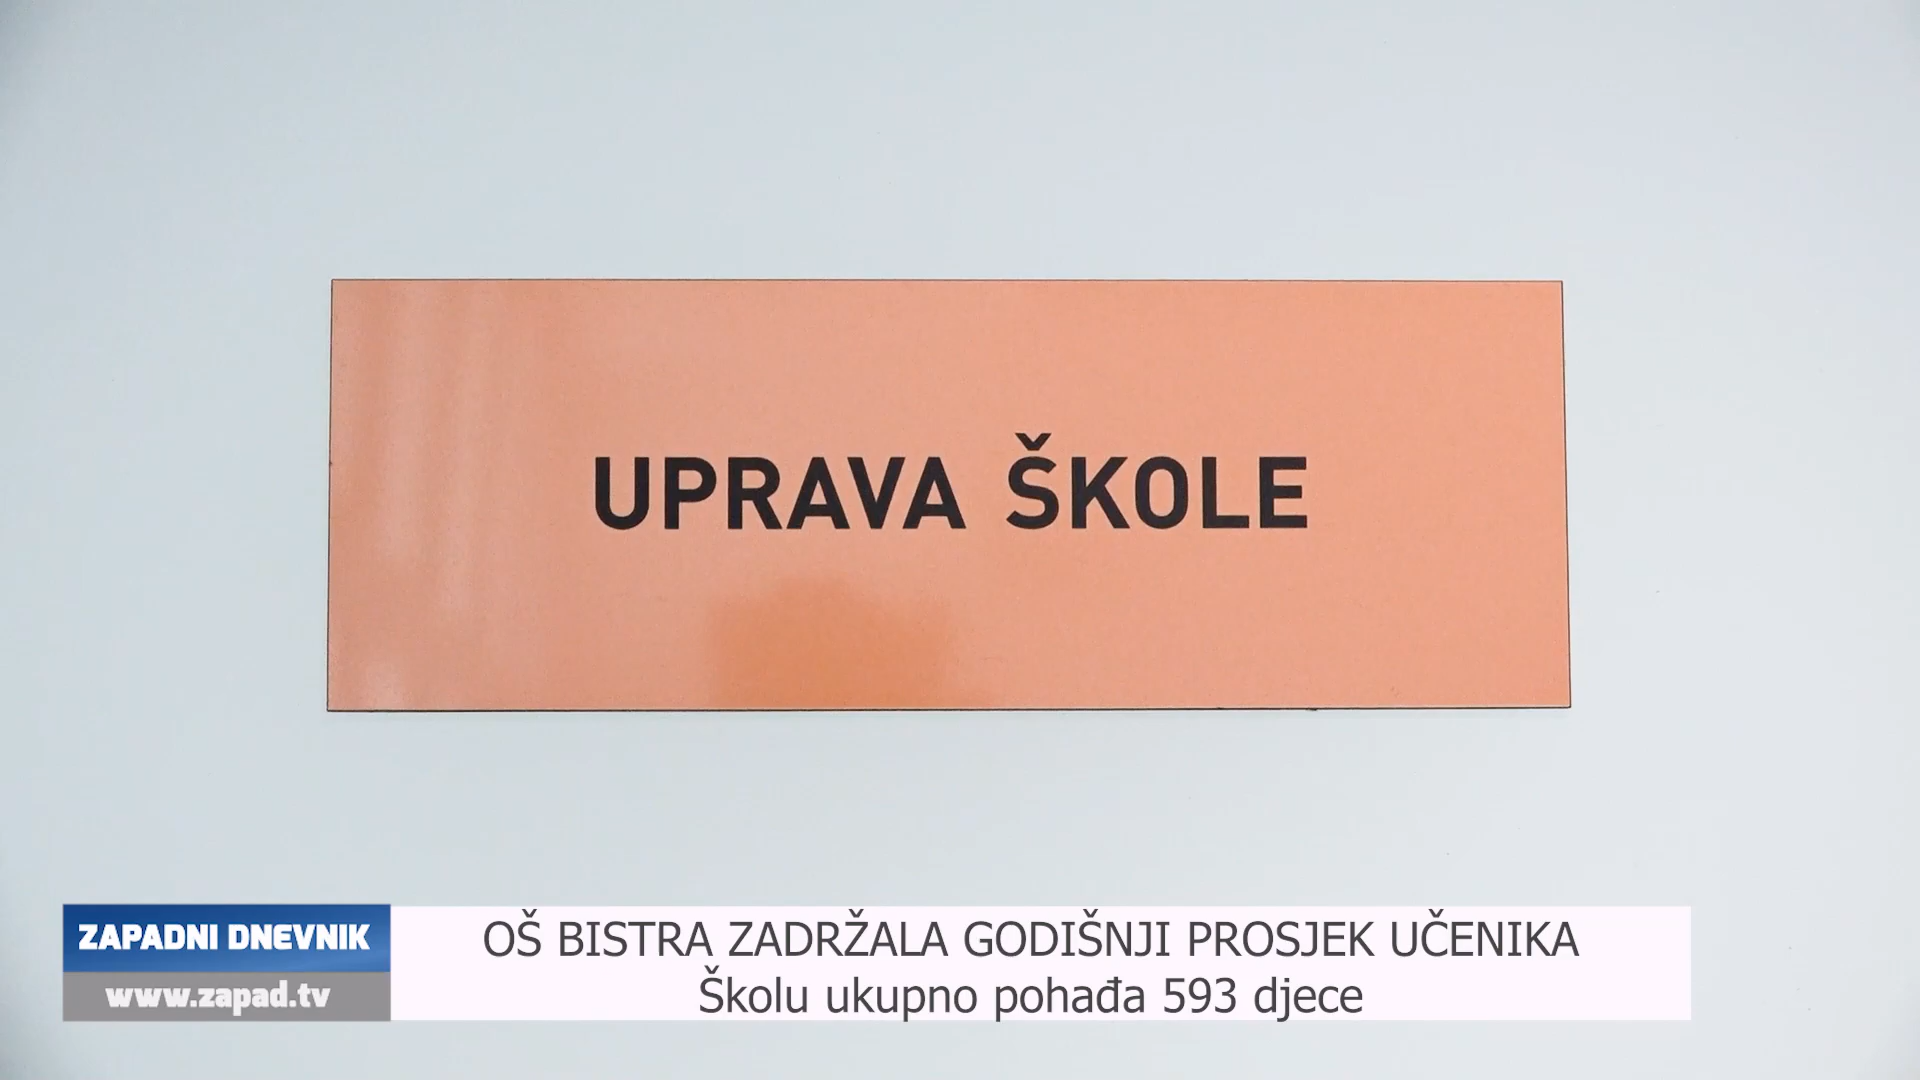 UPRAVA ŠKOLE
ZAPADNI DNEVNIK
www.zapad.tv
OŠ BISTRA ZADRŽALA GODIŠNJI PROSJEK UČENIKA
Školu ukupno pohađa 593 djece